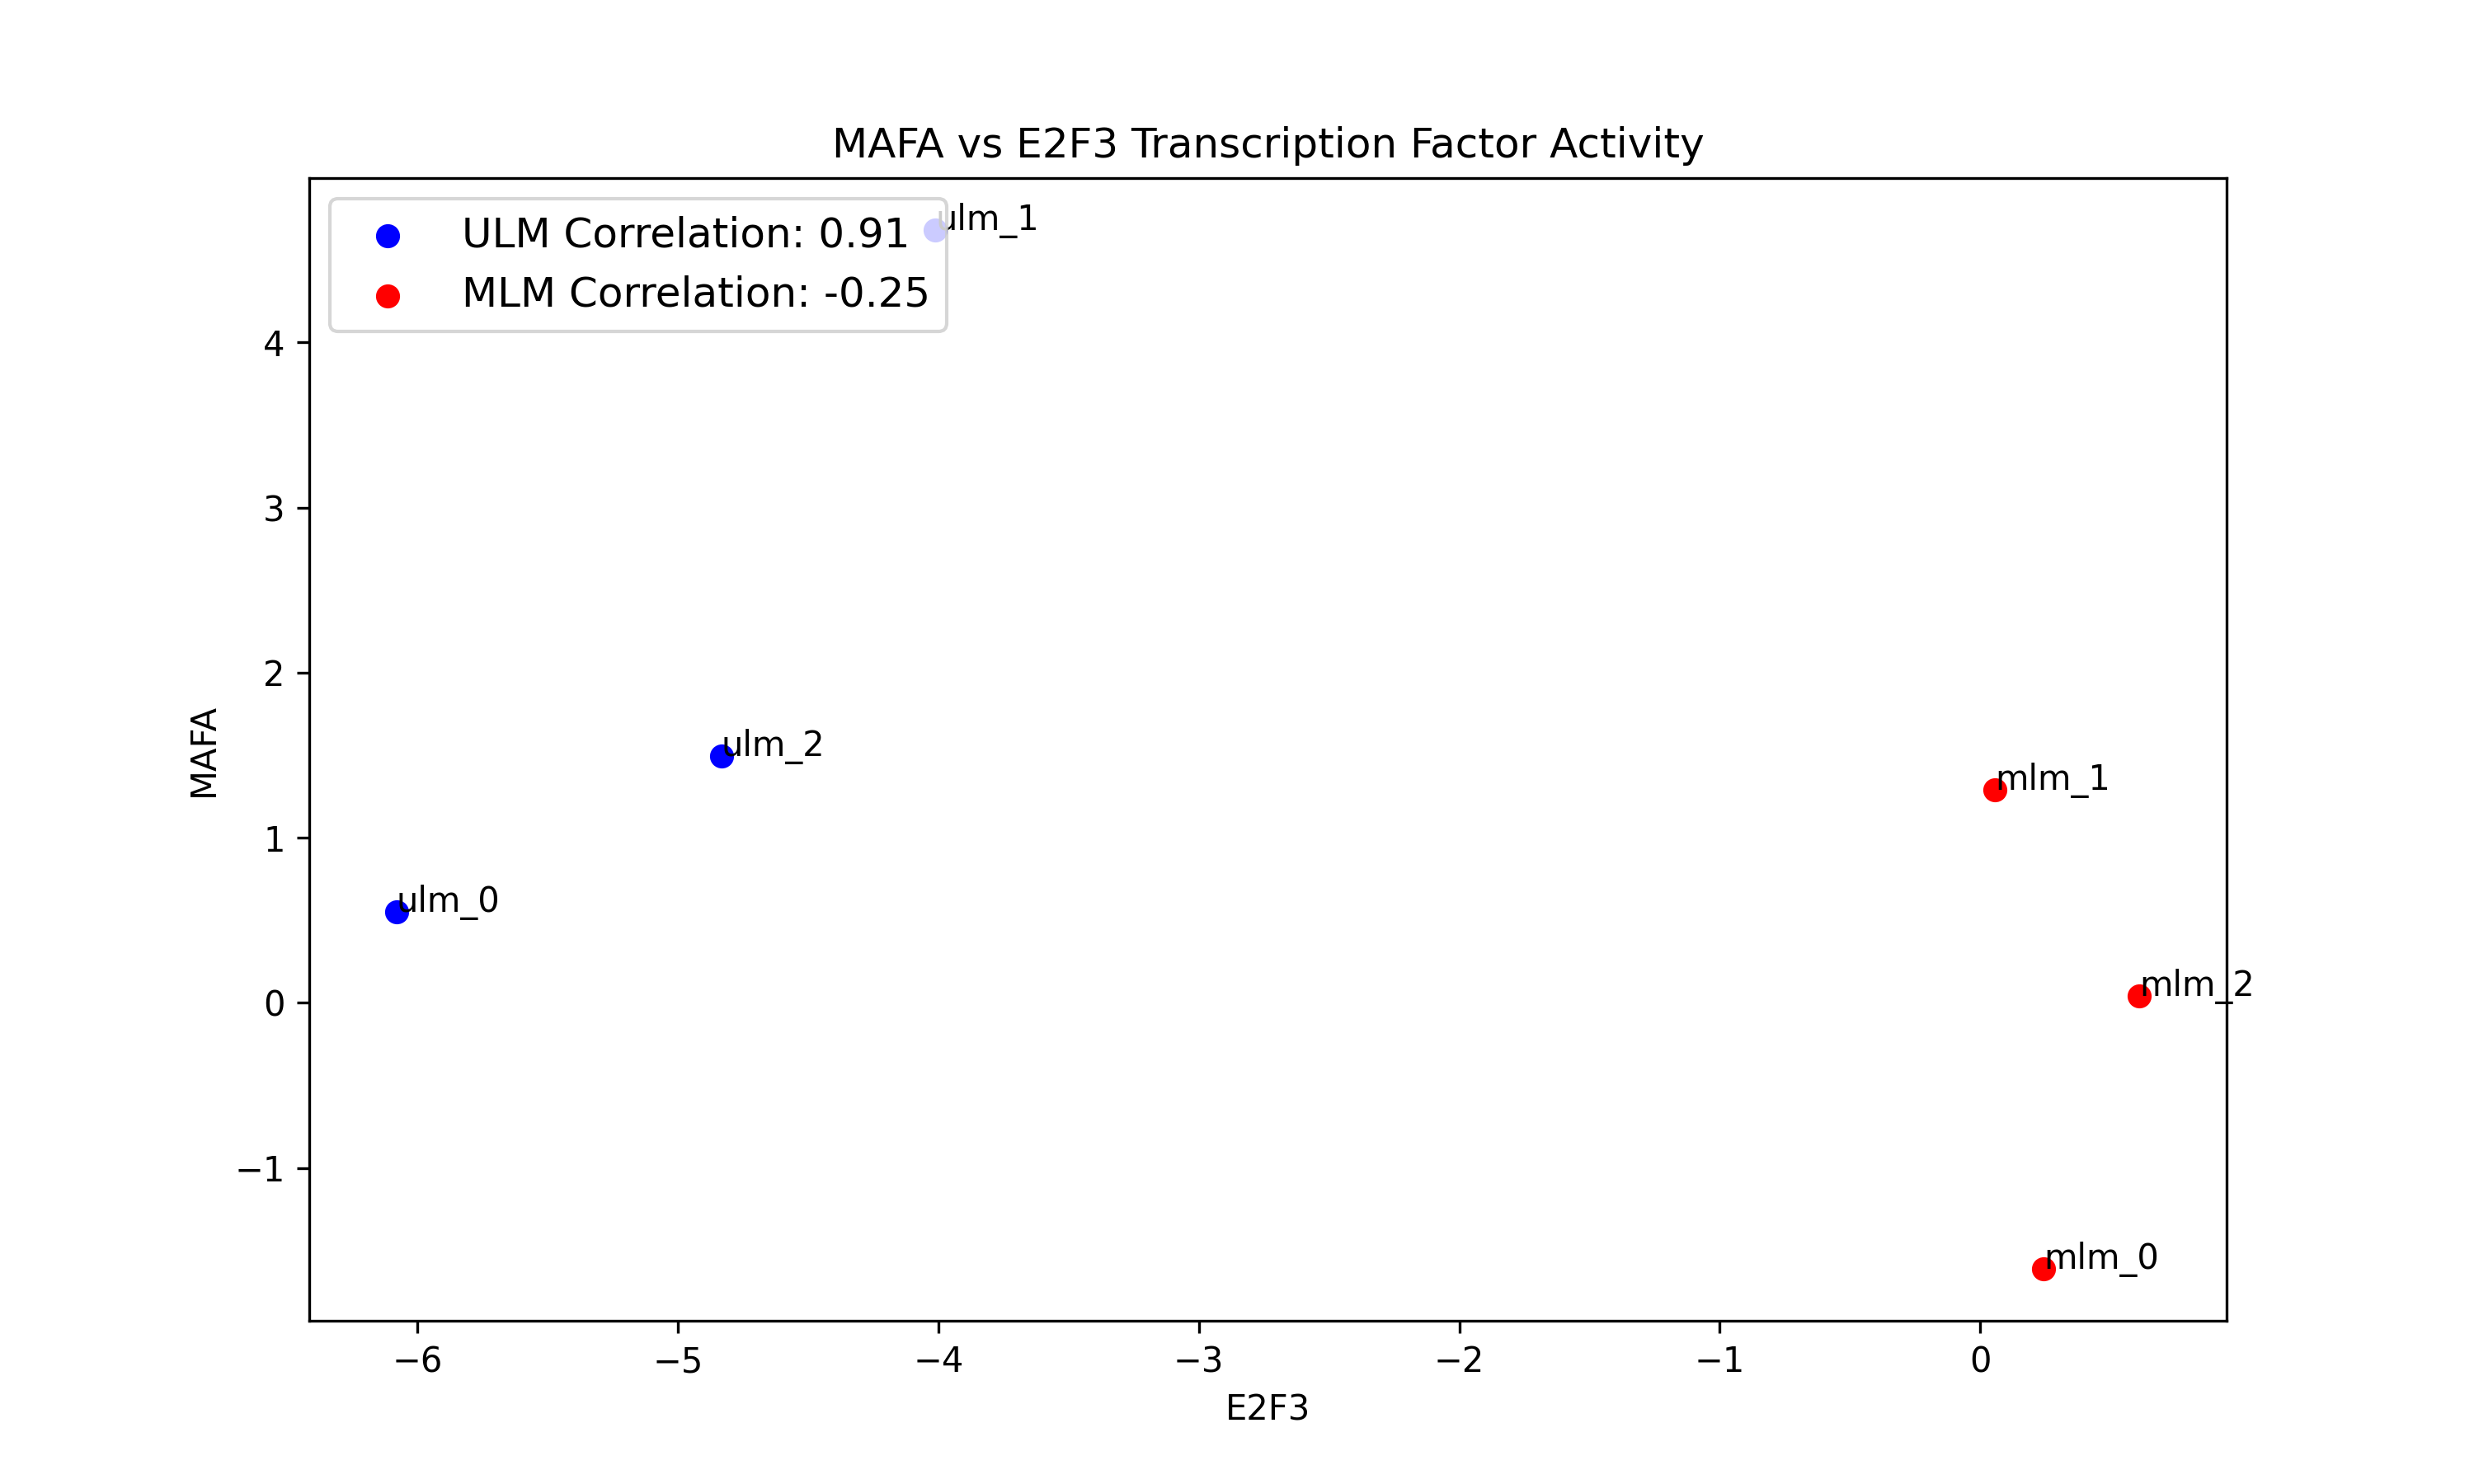 MAFA vs E2F3 Transcription Factor Activity
ULM Correlation: 0.91
MLM Correlation: -0.25
ulm_1
4
3
2
1
0
−1
MAFA
ulm_2
mlm_1
ulm_0
mlm_2
mlm_0
−6
−5
−4
−3
−2
−1
0
E2F3